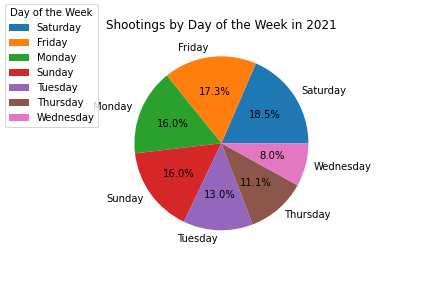 Day of the Week
Saturday
Friday
Monday
Sunday
Tuesday
Thursday
Wednesday
Shootings by Day of the Week in 2021
Friday
17.3%
Saturday
18.5%
Monday
16.0%
16.0%
Sunday
13.0%
Tuesday
11.1%
Thursday
8.0%
Wednesday